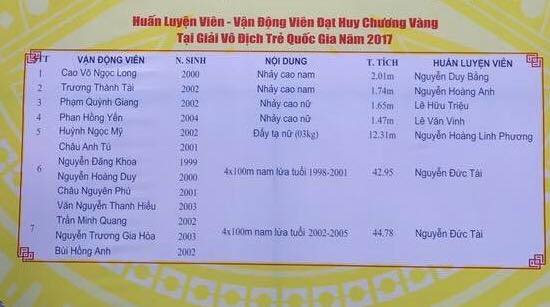 Huấn Luyện Viên - Vận Động Viên Đạt Huy Chương Vàng
Tại Giải Vô Địch Trẻ Quốc Gia Năm 2017
STT VẬN ĐỘNG VIÊN N. SINH NỘI DUNG T. TÍCH HUẤN LUYỆN VIÊN
1 Cao Võ Ngọc Long 2000 Nhảy cao nam 2.01m Nguyễn Duy Bằng
2 Trương Thành Tài 2002 Nhảy cao nam 1.74m Nguyễn Hoàng Anh
3 Phạm Quỳnh Giang 2002 Nhảy cao nữ 1.65m Lê Hữu Triệu
4 Phan Hồng Yến 2004 Nhảy cao nữ 1.47m Lê Văn Vinh
5 Huỳnh Ngọc Mỹ 2002 Đẩy tạ nữ (03kg) 12.31m Nguyễn Hoàng Linh Phương
Châu Anh Tú 2001
Nguyễn Đăng Khoa 1999
6 4x100m nam lứa tuổi 1998-2001 42.95 Nguyễn Đức Tài
Nguyễn Hoàng Duy 2000
Châu Nguyên Phú 2001
Văn Nguyễn Thanh Hiếu 2003
Trần Minh Quang 2002
7 4x100m nam lứa tuổi 2002-2005 44.78 Nguyễn Đức Tài
Nguyễn Trương Gia Hòa 2003
Bùi Hồng Anh 2002